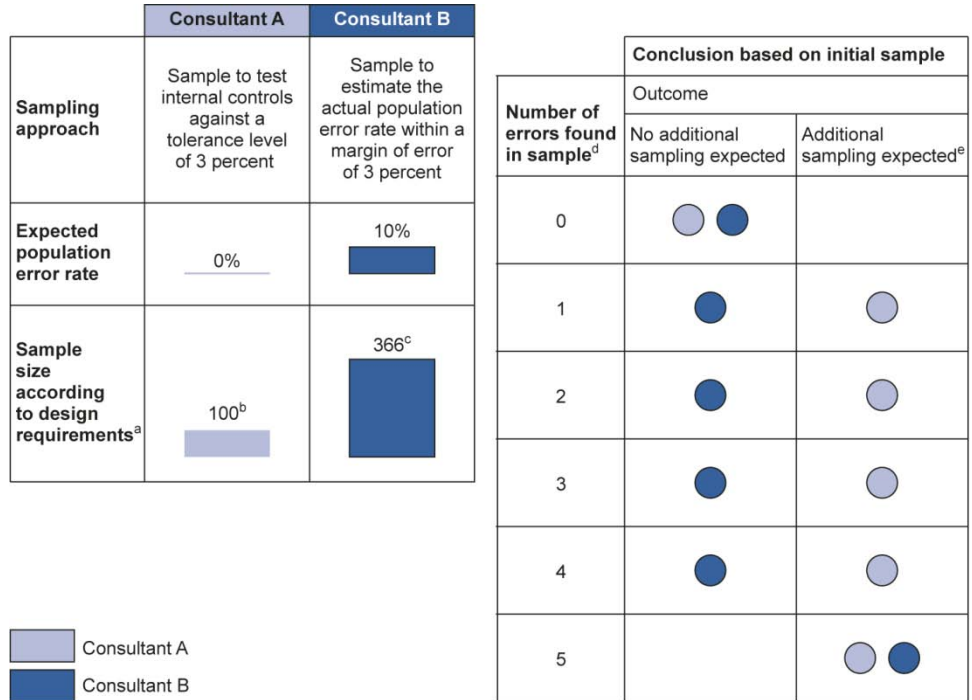 Consultant A
Consultant B
Sampling
approach
Sample to test
internal controls
against a
tolerance level
of 3 percent
Sample to
estimate the
actual population
error rate within a
margin of error
of 3 percent
Expected
population
error rate
0%
10%
Sample
size
according
to design
requirementsa
100b
366c
Consultant A
Consultant B
Number of
errors found
in sampled
Conclusion based on initial sample
Outcome
No additional
sampling expected
Additional
sampling expectede
0
1
2
3
4
5